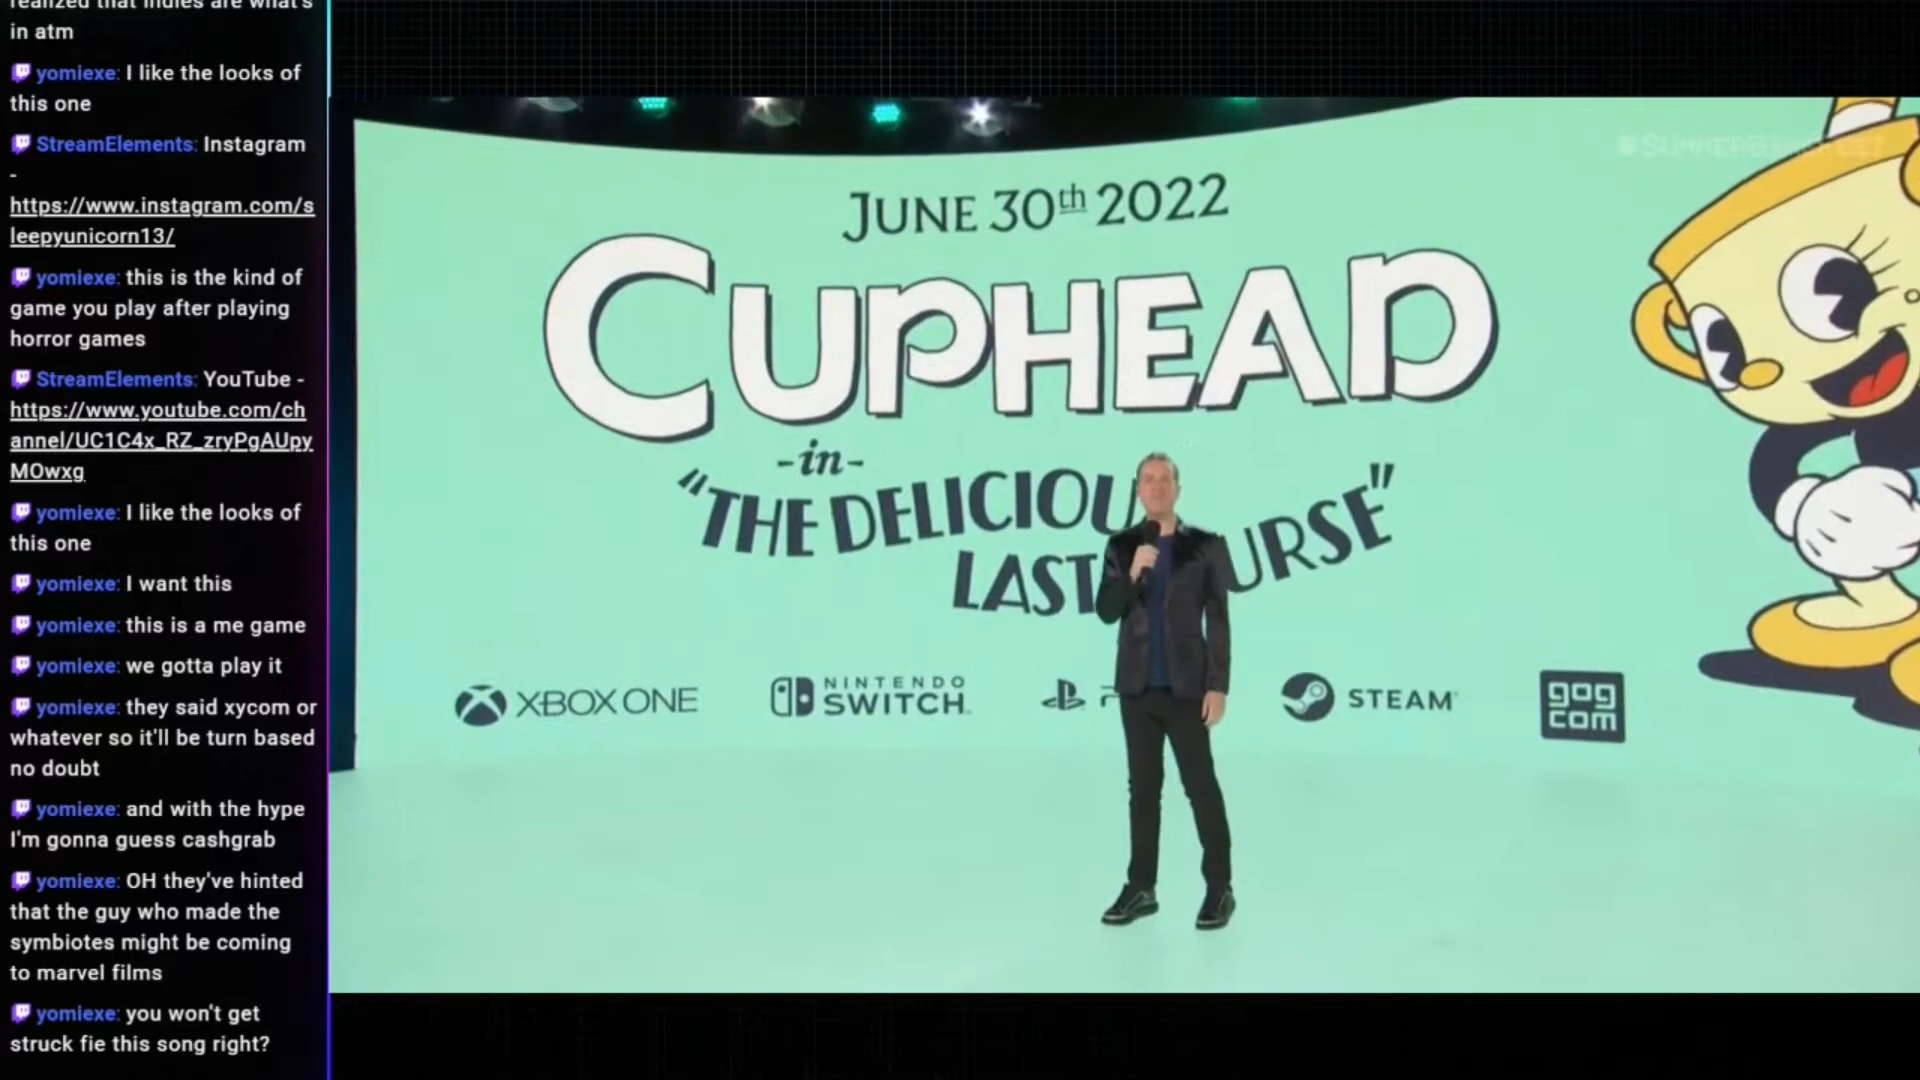 realized that indies are what's
in atm
yomiexe: I like the looks of
this one
StreamElements: Instagram
-
https://www.instagram.com/s
leepyunicorn13/
yomiexe: this is the kind of
game you play after playing
horror games
StreamElements: YouTube -
https://www.youtube.com/ch
annel/UC1C4x_RZ_zryPgAUpy
MOwxg
yomiexe: I like the looks of
this one
yomiexe: I want this
yomiexe: this is a me game
yomiexe: we gotta play it
yomiexe: they said xycom or
whatever so it'll be turn based
no doubt
yomiexe: and with the hype
I'm gonna guess cashgrab
yomiexe: OH they've hinted
that the guy who made the
symbiotes might be coming
to marvel films
yomiexe: you won't get
struck fie this song right?
#SUMMERGAMEFEST
JUNE 30th 2022
CUPHEAD
-in-
"THE DELICIOU
LAST URSE"
XBOX ONE
NINTENDO
SWITCH
STEAM
gog
com